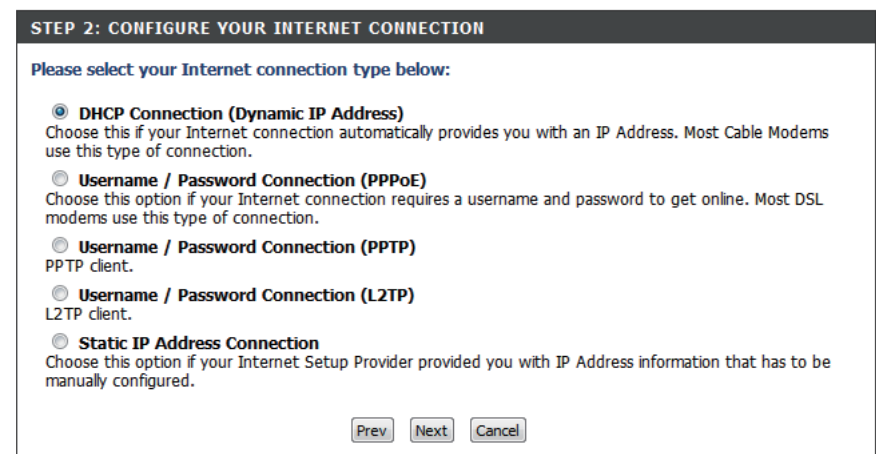 STEP 2: CONFIGURE YOUR INTERNET CONNECTION
Please select your Internet connection type below:
DHCP Connection (Dynamic IP Address)
Choose this if your Internet connection automatically provides you with an IP Address. Most Cable Modems
use this type of connection.
Username / Password Connection (PPPoE)
Choose this option if your Internet connection requires a username and password to get online. Most DSL
modems use this type of connection.
Username / Password Connection (PPTP)
PPTP client.
Username / Password Connection (L2TP)
L2TP client.
Static IP Address Connection
Choose this option if your Internet Setup Provider provided you with IP Address information that has to be
manually configured.
Prev Next Cancel